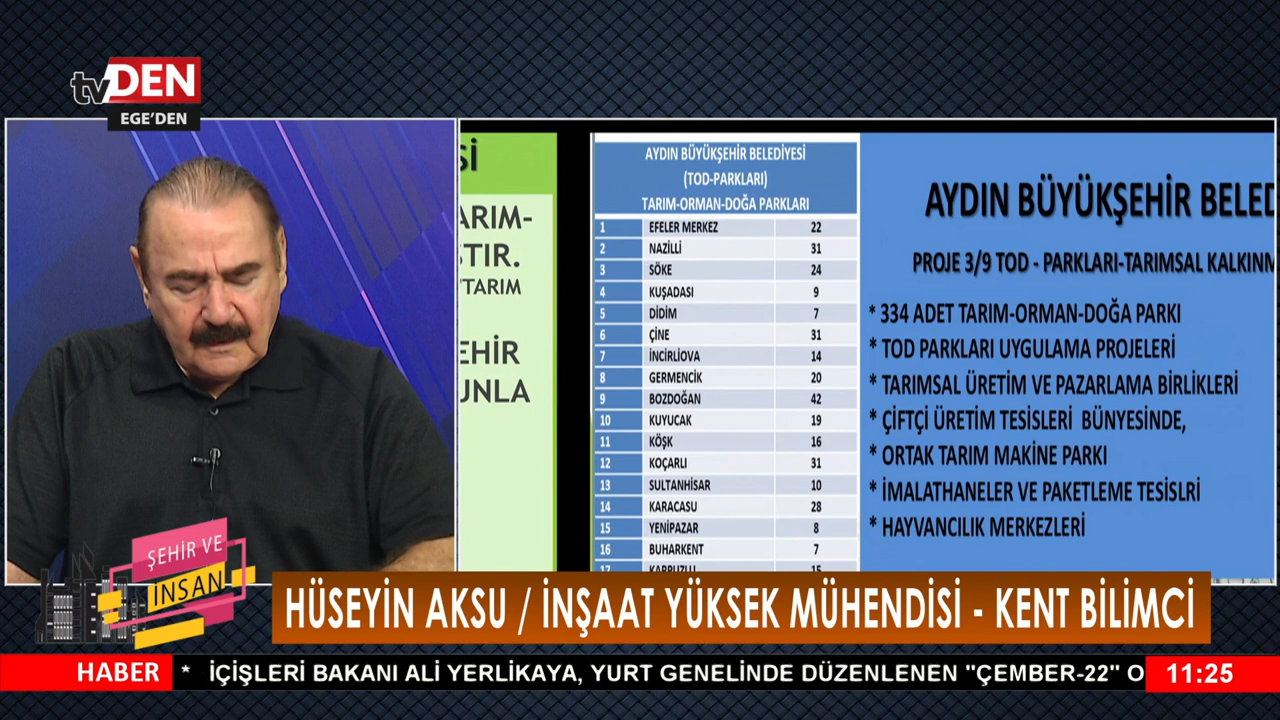 tvDEN
EGE'DEN
Sİ
ARIM-
STIR.
"TARIM
EHİR
UNLA
AYDIN BÜYÜKŞEHİR BELEDİYESİ
(TOD-PARKLARI)
TARIM-ORMAN-DOĞA PARKLARI
1 EFELER MERKEZ 22
2 NAZİLLİ 31
3 SÖKE 24
4 KUŞADASI 9
5 DİDİM 7
6 ÇİNE 31
7 İNCİRLİOVA 14
8 GERMENCİK 20
9 BOZDOĞAN 42
10 KUYUCAK 19
11 KÖŞK 16
12 KOÇARLI 31
13 SULTANHİSAR 10
14 KARACASU 28
15 YENİPAZAR 8
16 BUHARKENT 7
17 KARPUZLU 15
AYDIN BÜYÜKŞEHİR BELED
PROJE 3/9 TOD - PARKLARI-TARIMSAL KALKINM
* 334 ADET TARIM-ORMAN-DOĞA PARKI
* TOD PARKLARI UYGULAMA PROJELERİ
* TARIMSAL ÜRETİM VE PAZARLAMA BİRLİKLERİ
* ÇİFTÇİ ÜRETİM TESİSLERİ BÜNYESİNDE,
* ORTAK TARIM MAKİNE PARKI
* İMALATHANELER VE PAKETLEME TESİSLRİ
* HAYVANCILIK MERKEZLERİ
ŞEHİR VE
İNSAN
HÜSEYİN AKSU / İNŞAAT YÜKSEK MÜHENDİSİ - KENT BİLİMCİ
HABER * İÇİŞLERİ BAKANI ALİ YERLİKAYA, YURT GENELİNDE DÜZENLENEN "ÇEMBER-22" O 11:25